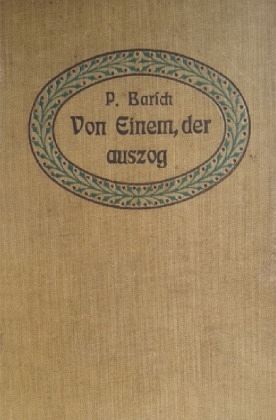 P. Barſch
Von Einem, der
auszog